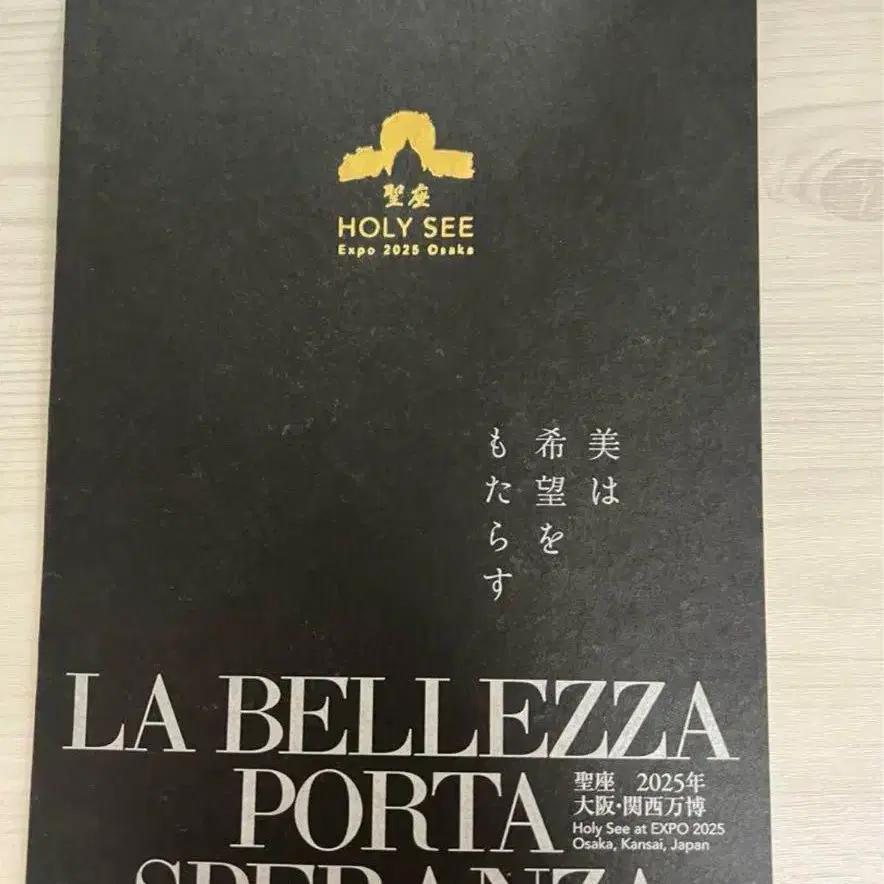 聖座
HOLY SEE
Expo 2025 Osaka
美は
希望を
もたらす
LA BELLEZZA
PORTA
聖座 2025年
大阪・関西万博
Holy See at EXPO 2025
Osaka, Kansai, Japan
SPERANZA